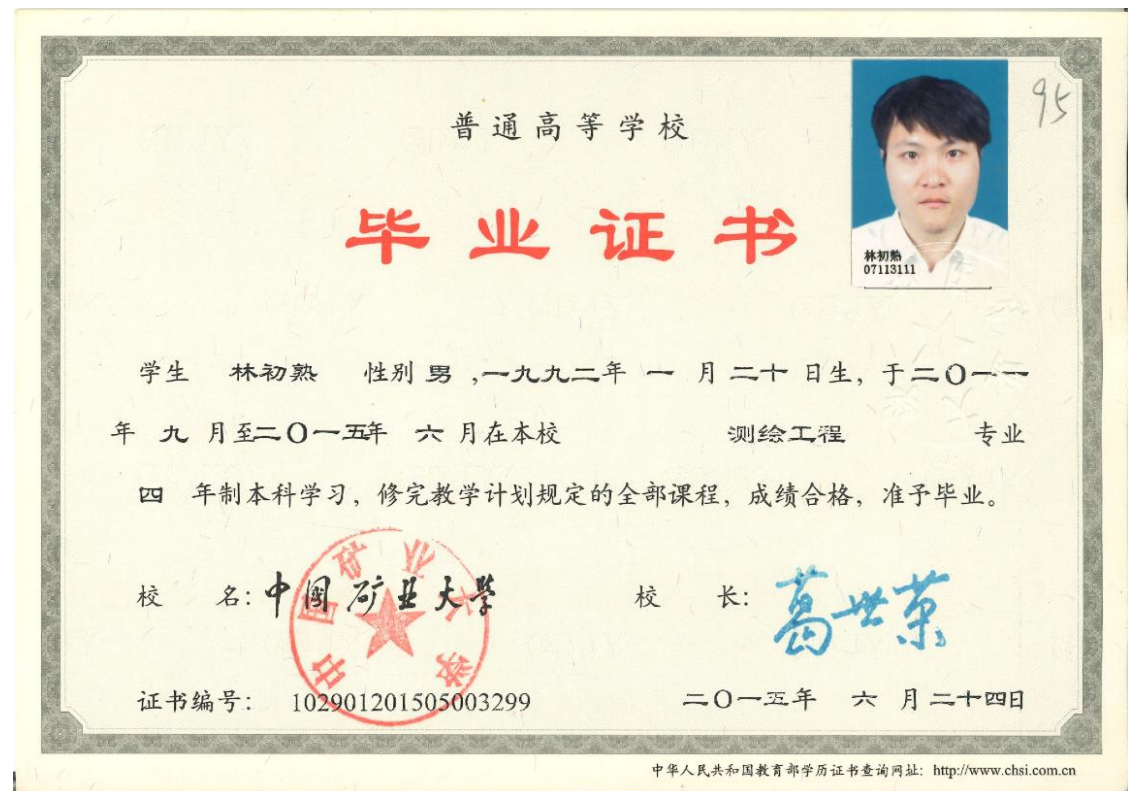 普通高等学校
95
毕业证书
林初熟
07113111
学生 林初熟 性别 男 ,一九九二年 一 月 二十 日生，于二〇一一
年 九 月至二〇一五年 六 月在本校 测绘工程 专业
四 年制本科学习，修完教学计划规定的全部课程，成绩合格，准予毕业。
中国矿业大学
校 名：中国矿业大学 校 长：葛世荣
证书编号： 102901201505003299 二〇一五年 六 月二十四日
中华人民共和国教育部学历证书查询网址：http://www.chsi.com.cn